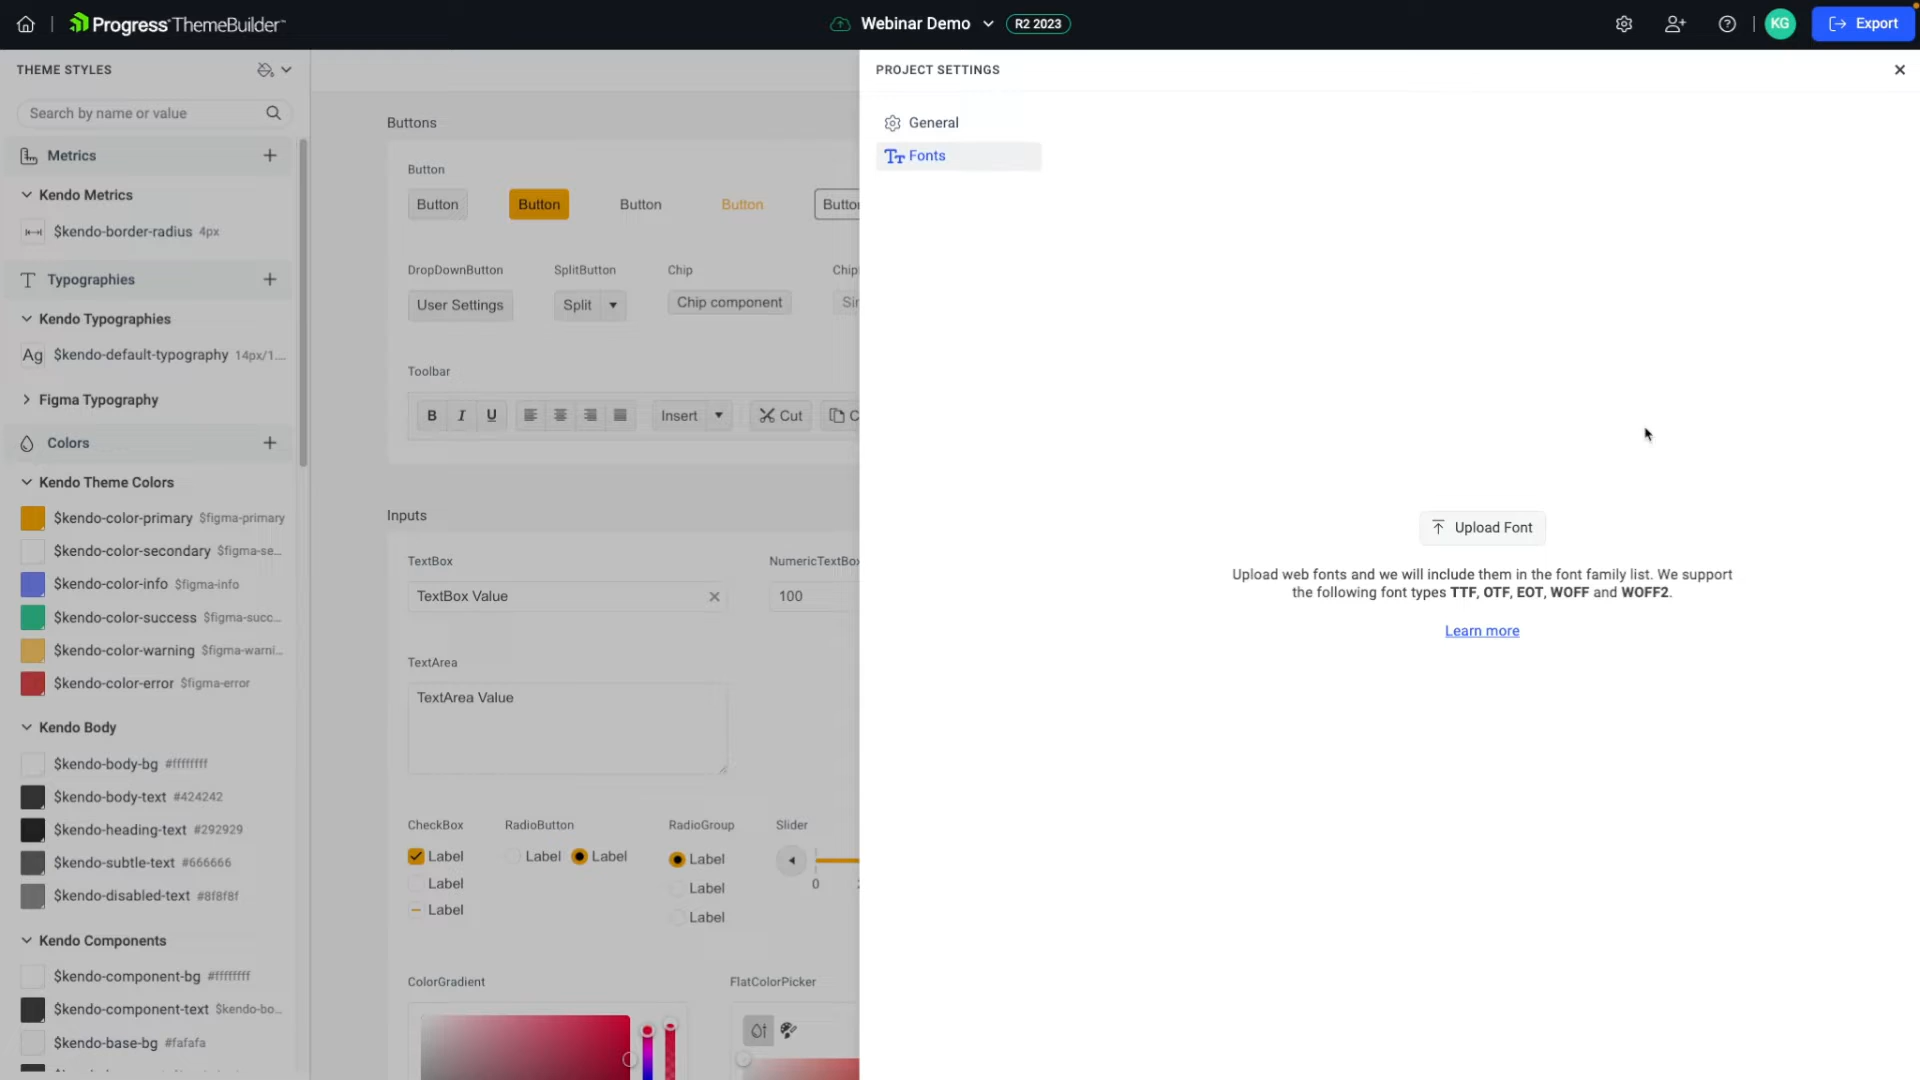 Progress ThemeBuilder
Webinar Demo
R2 2023
KG
Export
THEME STYLES
Search by name or value
Metrics
Kendo Metrics
$kendo-border-radius 4px
Typographies
Kendo Typographies
Ag $kendo-default-typography 14px/1....
Figma Typography
Colors
Kendo Theme Colors
$kendo-color-primary $figma-primary
$kendo-color-secondary $figma-se...
$kendo-color-info $figma-info
$kendo-color-success $figma-succ...
$kendo-color-warning $figma-warni...
$kendo-color-error $figma-error
Kendo Body
$kendo-body-bg #ffffffff
$kendo-body-text #424242
$kendo-heading-text #292929
$kendo-subtle-text #666666
$kendo-disabled-text #8f8f8f
Kendo Components
$kendo-component-bg #ffffffff
$kendo-component-text $kendo-bo...
$kendo-base-bg #fafafa
Buttons
Button
Button Button Button Button Button
DropDownButton SplitButton Chip Chip
User Settings Split Chip component
Toolbar
B I U Insert Cut C
Inputs
TextBox NumericTextBox
TextBox Value 100
TextArea
TextArea Value
CheckBox RadioButton RadioGroup Slider
Label Label Label Label
Label Label
0
Label Label
ColorGradient FlatColorPicker
PROJECT SETTINGS
General
Tт Fonts
Upload Font
Upload web fonts and we will include them in the font family list. We support
the following font types TTF, OTF, EOT, WOFF and WOFF2.
Learn more